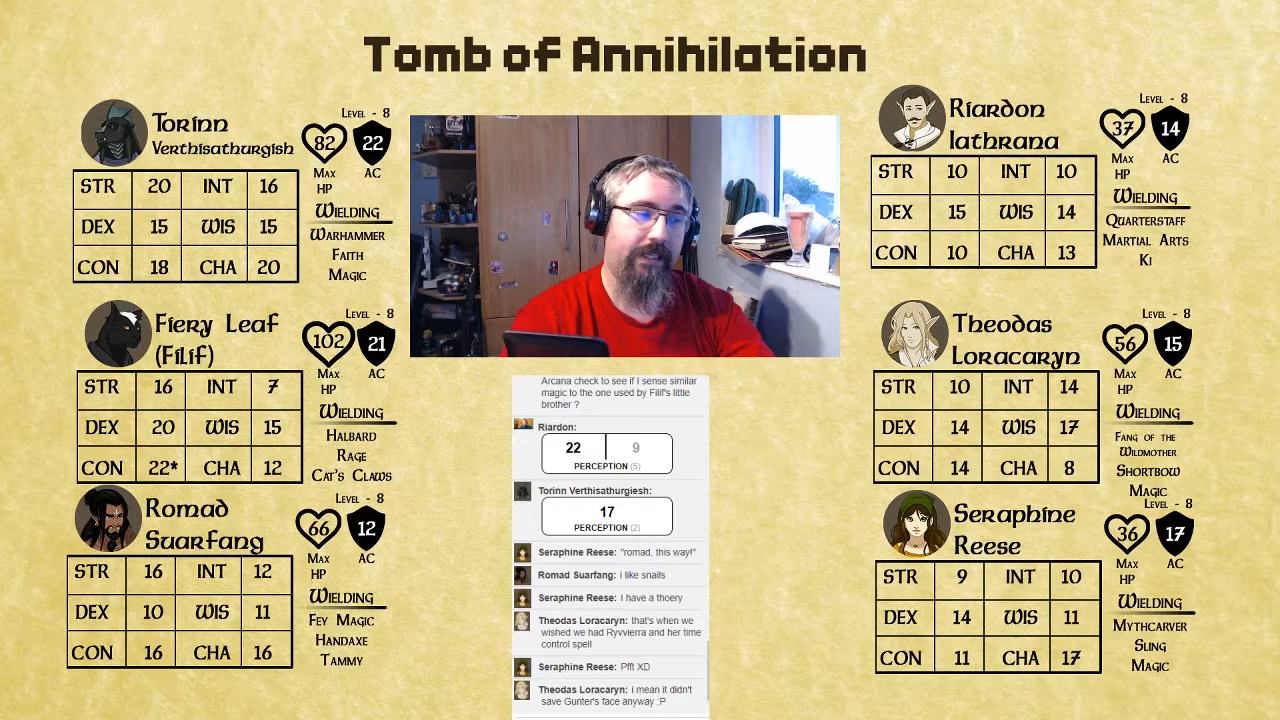 Tomb of Annihilation
Torinn
Verthisathurgish
Level - 8
82
22
Max
HP
AC
STR 20 INT 16
DEX 15 WIS 15
CON 18 CHA 20
Wielding
Warhammer
Faith
Magic
Fiery Leaf
(Filif)
Level - 8
102
21
Max
HP
AC
STR 16 INT 7
DEX 20 WIS 15
CON 22* CHA 12
Wielding
Halbard
Rage
Cat's Claws
Romad
Suarfang
Level - 8
66
12
Max
HP
AC
STR 16 INT 12
DEX 10 WIS 11
CON 16 CHA 16
Wielding
Fey Magic
Handaxe
Tammy
Arcana check to see if I sense similar
magic to the one used by Filif's little
brother ?
Riardon:
22 9
PERCEPTION (5)
Torinn Verthisathurgiesh:
17
PERCEPTION (2)
Seraphine Reese: "romad, this way!"
Romad Suarfang: i like snails
Seraphine Reese: I have a thoery
Theodas Loracaryn: that's when we
wished we had Ryvvierra and her time
control spell
Seraphine Reese: Pfft XD
Theodas Loracaryn: i mean it didn't
save Gunter's face anyway :P
Riardon
Iathrana
Level - 8
37
14
Max
HP
AC
STR 10 INT 10
DEX 15 WIS 14
CON 10 CHA 13
Wielding
Quarterstaff
Martial Arts
Ki
Theodas
Loracaryn
Level - 8
56
15
Max
HP
AC
STR 10 INT 14
DEX 14 WIS 17
CON 14 CHA 8
Wielding
Fang of the
Wildmother
Shortbow
Magic
Seraphine
Reese
Level - 8
36
17
Max
HP
AC
STR 9 INT 10
DEX 14 WIS 11
CON 11 CHA 17
Wielding
Mythcarver
Sling
Magic